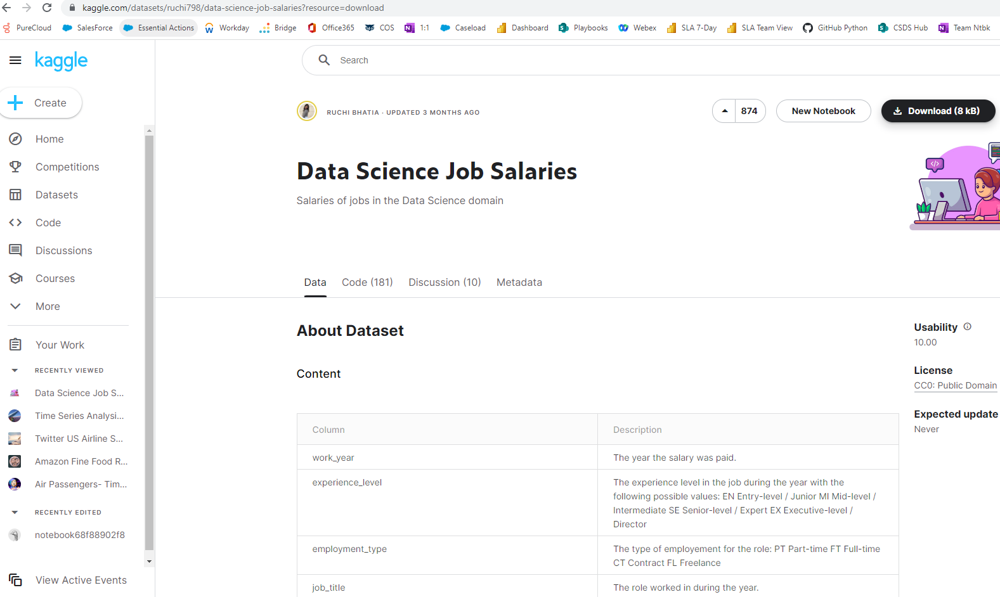 kaggle.com/datasets/ruchi798/data-science-job-salaries?resource=download
PureCloud SalesForce Essential Actions Workday Bridge Office365 COS 1:1 Caseload Dashboard Playbooks Webex SLA 7-Day SLA Team View GitHub Python CSDS Hub Team Ntbk
kaggle
Search
Create
Home
Competitions
Datasets
Code
Discussions
Courses
More
Your Work
RECENTLY VIEWED
Data Science Job S...
Time Series Analysi...
Twitter US Airline S...
Amazon Fine Food R...
Air Passengers- Tim...
RECENTLY EDITED
notebook68f88902f8
View Active Events
RUCHI BHATIA · UPDATED 3 MONTHS AGO
874
New Notebook
Download (8 kB)
Data Science Job Salaries
Salaries of jobs in the Data Science domain
Data Code (181) Discussion (10) Metadata
About Dataset
Content
Column Description
work_year The year the salary was paid.
experience_level The experience level in the job during the year with the
following possible values: EN Entry-level / Junior MI Mid-level /
Intermediate SE Senior-level / Expert EX Executive-level /
Director
employment_type The type of employement for the role: PT Part-time FT Full-time
CT Contract FL Freelance
job_title The role worked in during the year.
Usability
10.00
License
CC0: Public Domain
Expected update
Never